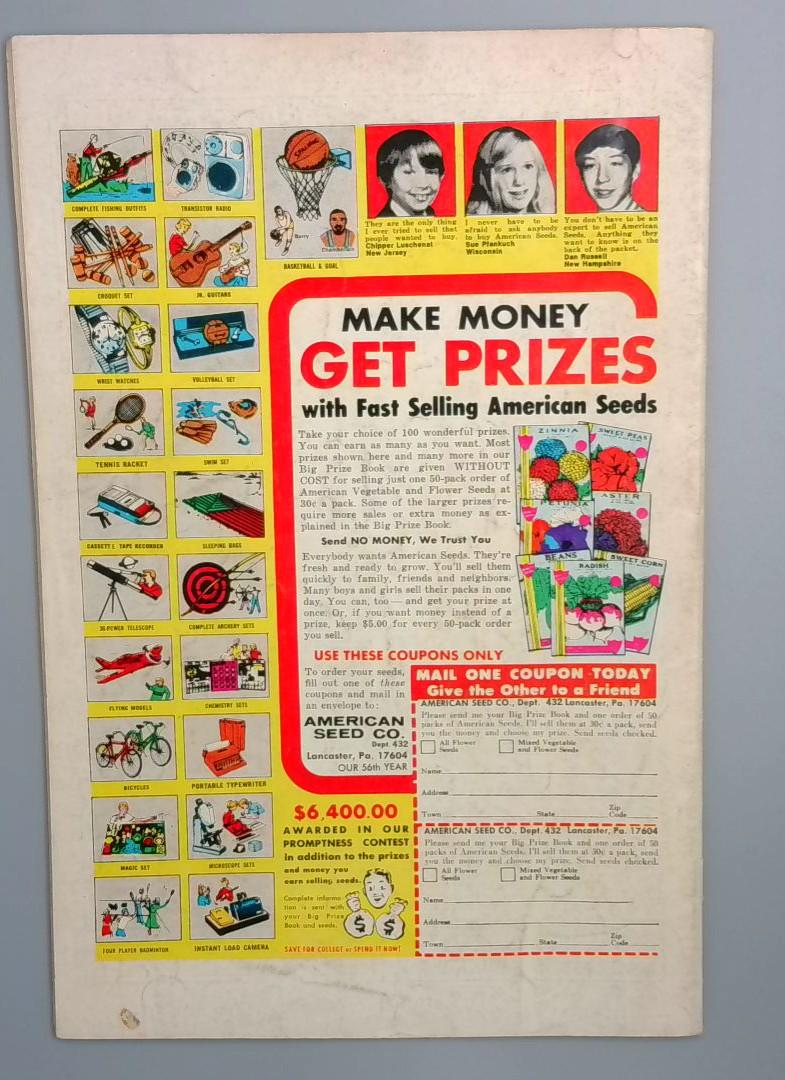 COMPLETE FISHING OUTFITS
TRANSISTOR RADIO
SPALDING
Barry
Chamberlain
BASKETBALL & GOAL
They are the only thing
I ever tried to sell that
people wanted to buy.
Chipper Luschenat
New Jersey
I never have to be
afraid to ask anybody
to buy American Seeds.
Sue Pfankuch
Wisconsin
You don't have to be an
expert to sell American
Seeds. Anything they
want to know is on the
back of the packet.
Dan Russell
New Hampshire
CROQUET SET
JR. GUITARS
WRIST WATCHES
VOLLEYBALL SET
TENNIS RACKET
SWIM SET
CASSETTE TAPE RECORDER
SLEEPING BAGS
30-POWER TELESCOPE
COMPLETE ARCHERY SETS
FLYING MODELS
CHEMISTRY SETS
BICYCLES
PORTABLE TYPEWRITER
MAGIC SET
MICROSCOPE SETS
FOUR PLAYER BADMINTON
INSTANT LOAD CAMERA
MAKE MONEY
GET PRIZES
with Fast Selling American Seeds
Take your choice of 100 wonderful prizes.
You can earn as many as you want. Most
prizes shown here and many more in our
Big Prize Book are given WITHOUT
COST for selling just one 50-pack order of
American Vegetable and Flower Seeds at
30¢ a pack. Some of the larger prizes re-
quire more sales or extra money as ex-
plained in the Big Prize Book.
Send NO MONEY, We Trust You
Everybody wants American Seeds. They're
fresh and ready to grow. You'll sell them
quickly to family, friends and neighbors.
Many boys and girls sell their packs in one
day. You can, too — and get your prize at
once. Or, if you want money instead of a
prize, keep $5.00 for every 50-pack order
you sell.
ZINNIA
SWEET PEAS
PETUNIA
ASTER
BEANS
RADISH
SWEET CORN
USE THESE COUPONS ONLY
To order your seeds,
fill out one of these
coupons and mail in
an envelope to:
AMERICAN
SEED CO.
Dept. 432
Lancaster, Pa. 17604
OUR 56th YEAR
MAIL ONE COUPON TODAY
Give the Other to a Friend
AMERICAN SEED CO., Dept. 432 Lancaster, Pa. 17604
Please send me your Big Prize Book and one order of 50
packs of American Seeds. I'll sell them at 30¢ a pack, send
you the money and choose my prize. Send seeds checked.
All Flower Seeds
Mixed Vegetable and Flower Seeds
Name
Address
Town State Zip Code
AMERICAN SEED CO., Dept. 432 Lancaster, Pa. 17604
Please send me your Big Prize Book and one order of 50
packs of American Seeds. I'll sell them at 30¢ a pack, send
you the money and choose my prize. Send seeds checked.
All Flower Seeds
Mixed Vegetable and Flower Seeds
Name
Address
Town State Zip Code
$6,400.00
AWARDED IN OUR
PROMPTNESS CONTEST
in addition to the prizes
and money you
earn selling seeds.
Complete informa-
tion is sent with
your Big Prize
Book and seeds.
$ $
SAVE FOR COLLEGE or SPEND IT NOW!